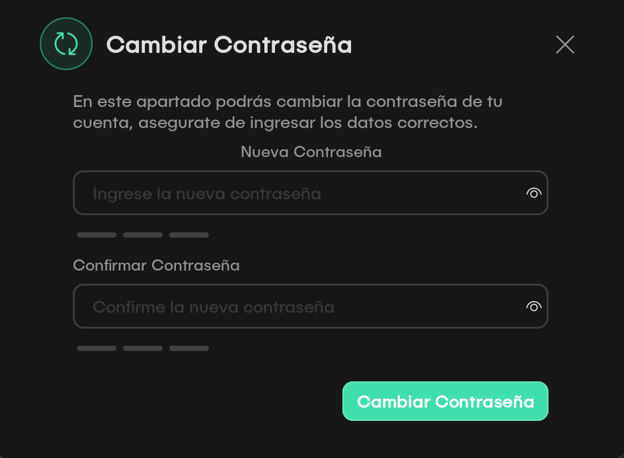 Cambiar Contraseña
En este apartado podrás cambiar la contraseña de tu
cuenta, asegurate de ingresar los datos correctos.
Nueva Contraseña
Ingrese la nueva contraseña
Confirmar Contraseña
Confirme la nueva contraseña
Cambiar Contraseña